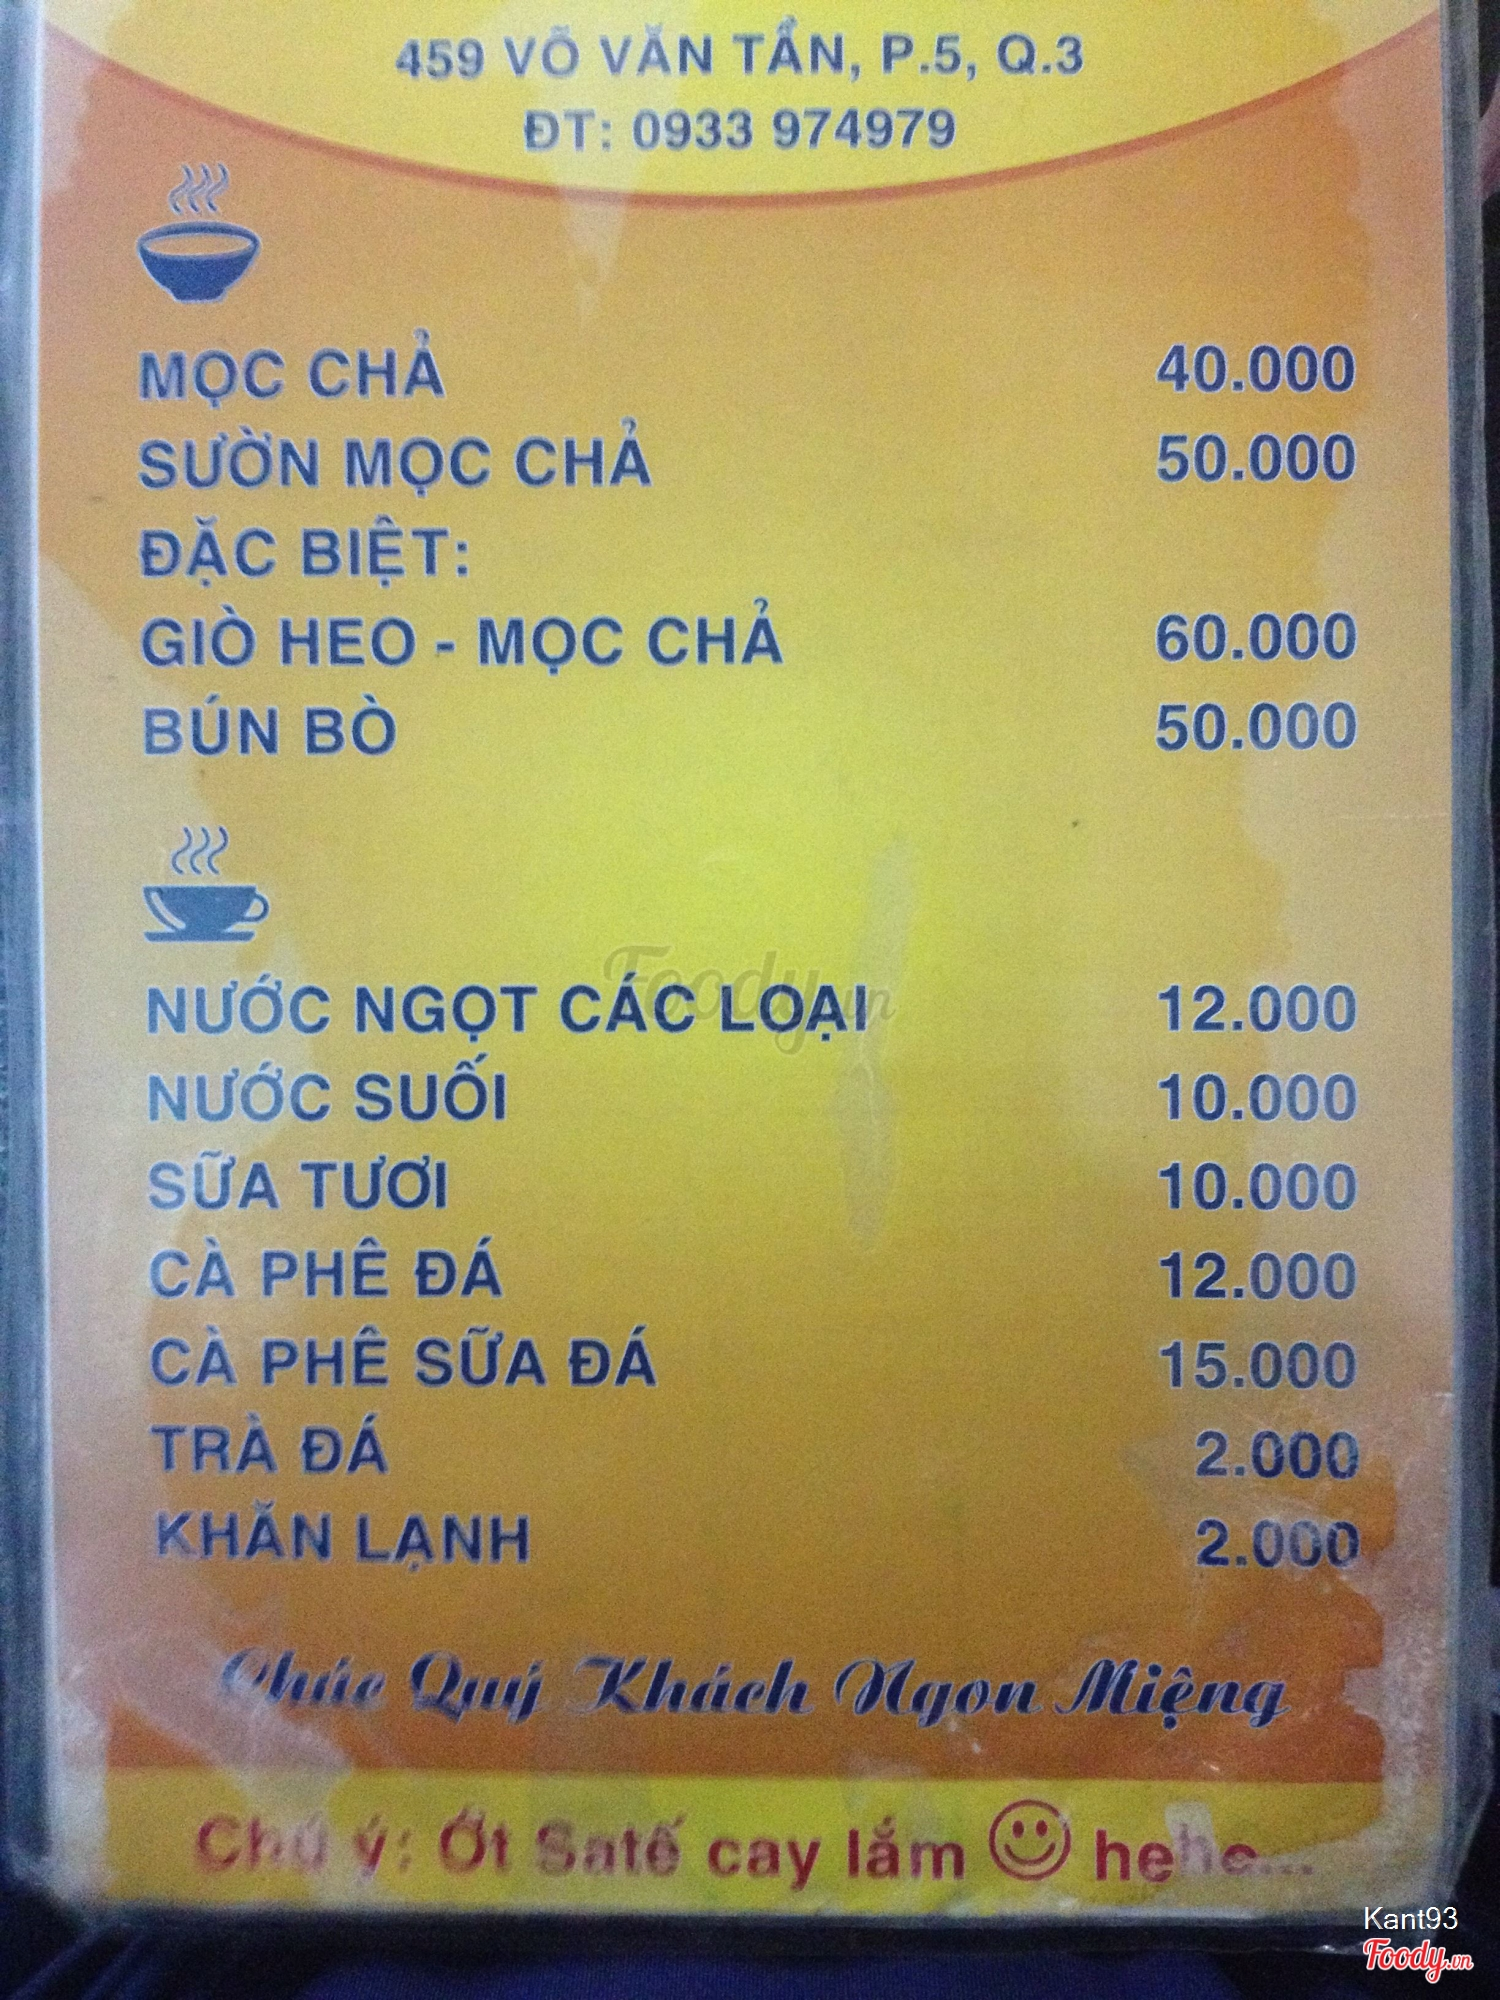 459 VÕ VĂN TẦN, P.5, Q.3
ĐT: 0933 974979
MỌC CHẢ 40.000
SƯỜN MỌC CHẢ 50.000
ĐẶC BIỆT:
GIÒ HEO - MỌC CHẢ 60.000
BÚN BÒ 50.000
NƯỚC NGỌT CÁC LOẠI 12.000
NƯỚC SUỐI 10.000
SỮA TƯƠI 10.000
CÀ PHÊ ĐÁ 12.000
CÀ PHÊ SỮA ĐÁ 15.000
TRÀ ĐÁ 2.000
KHĂN LẠNH 2.000
Chúc Quý Khách Ngon Miệng
Chú ý: Ớt Satế cay lắm hehe...
Foody.vn
Kant93
Foody.vn